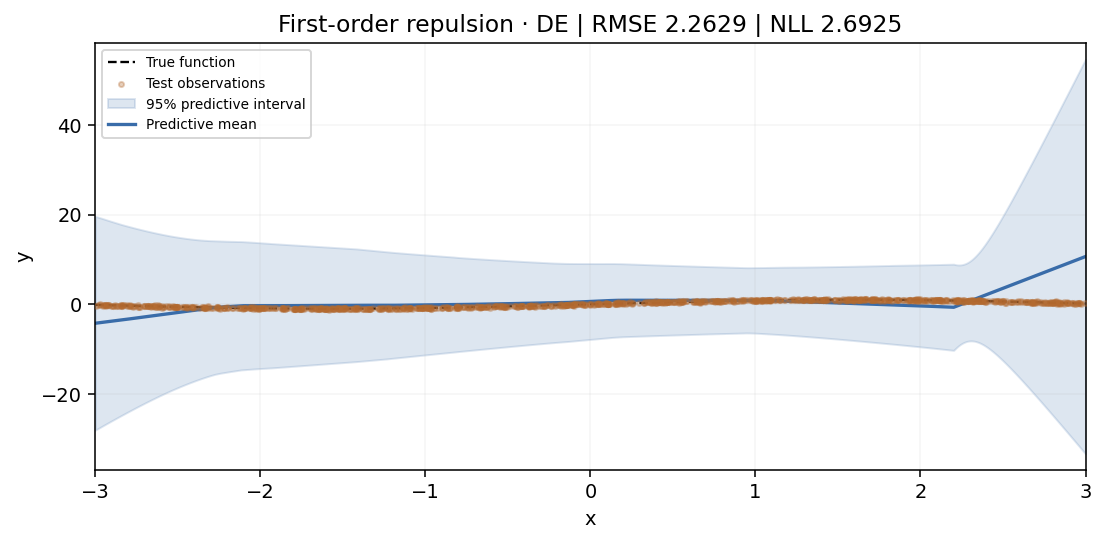 First-order repulsion · DE | RMSE 2.2629 | NLL 2.6925
True function
Test observations
95% predictive interval
Predictive mean
y
40
20
0
−20
−3
−2
−1
0
1
2
3
x